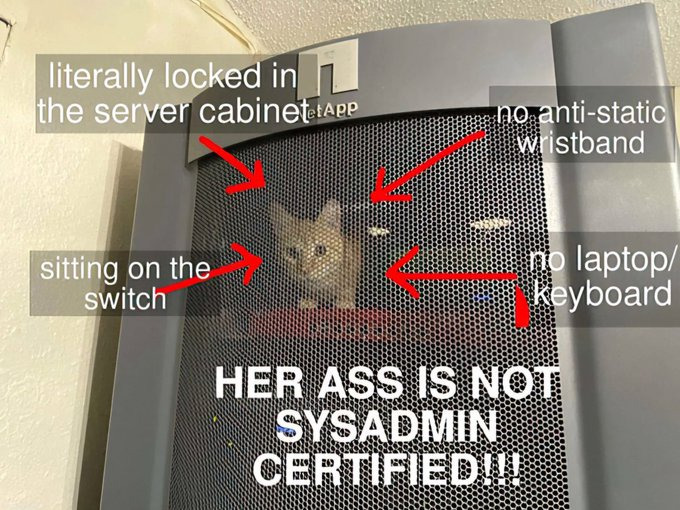 literally locked in
the server cabinet
etApp
no anti-static
wristband
sitting on the
switch
no laptop/
keyboard
HER ASS IS NOT
SYSADMIN
CERTIFIED!!!